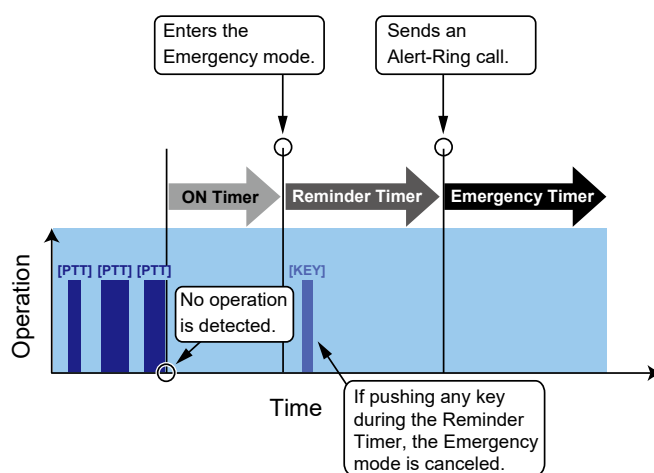 Enters the
Emergency mode.
Sends an
Alert-Ring call.
ON Timer
Reminder Timer
Emergency Timer
Operation
[PTT] [PTT] [PTT]
[KEY]
No operation
is detected.
Time
If pushing any key
during the Reminder
Timer, the Emergency
mode is canceled.